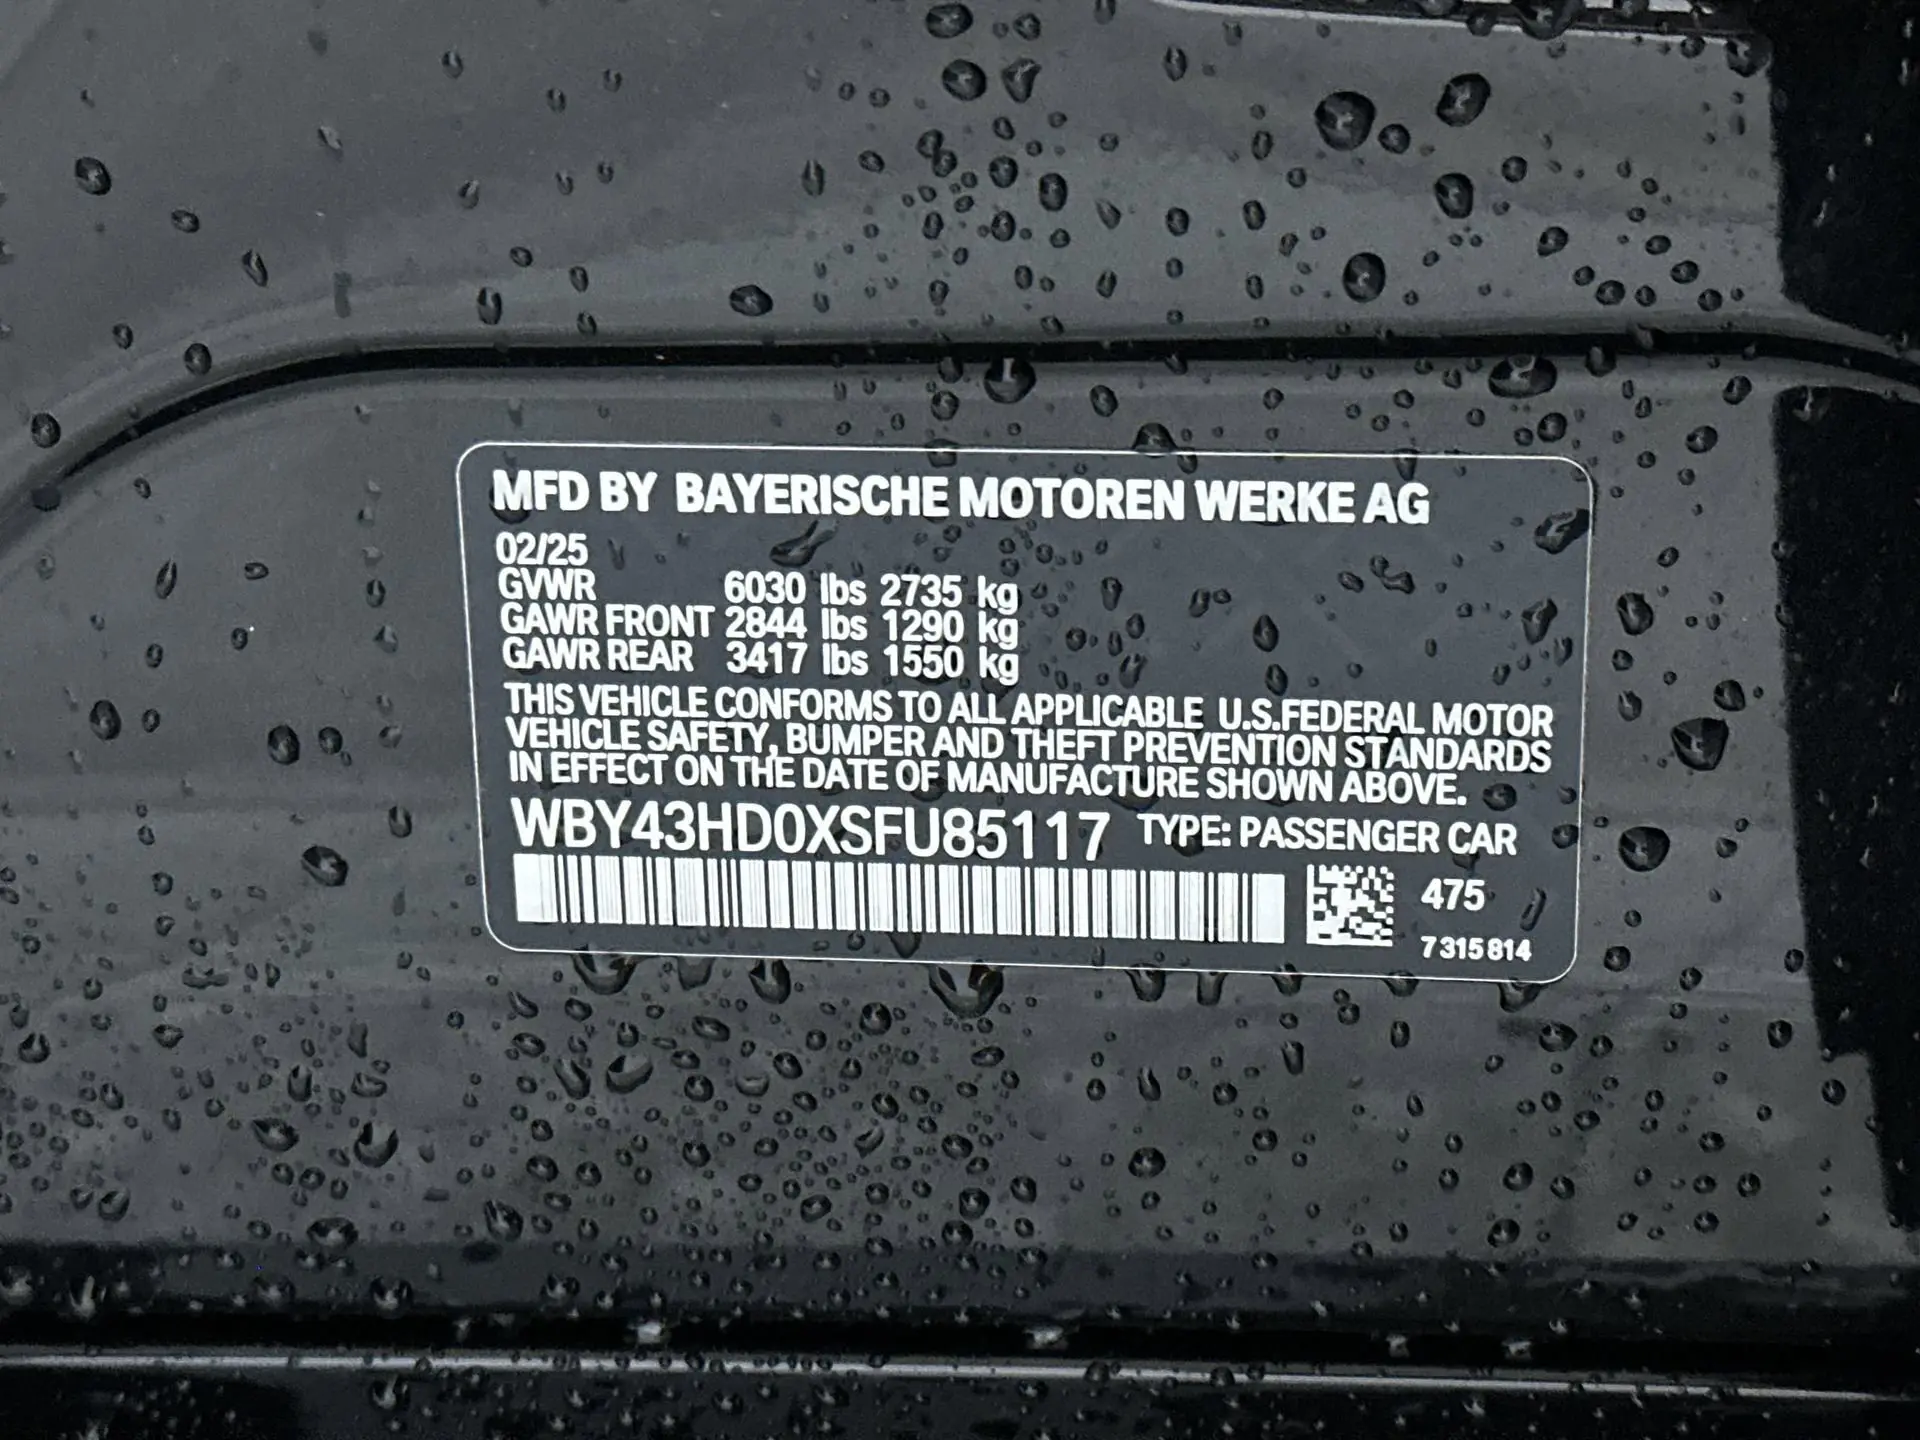 MFD BY BAYERISCHE MOTOREN WERKE AG
02/25
GVWR 6030 lbs 2735 kg
GAWR FRONT 2844 lbs 1290 kg
GAWR REAR 3417 lbs 1550 kg
THIS VEHICLE CONFORMS TO ALL APPLICABLE U.S.FEDERAL MOTOR
VEHICLE SAFETY, BUMPER AND THEFT PREVENTION STANDARDS
IN EFFECT ON THE DATE OF MANUFACTURE SHOWN ABOVE.
WBY43HD0XSFU85117 TYPE: PASSENGER CAR
475
7315814